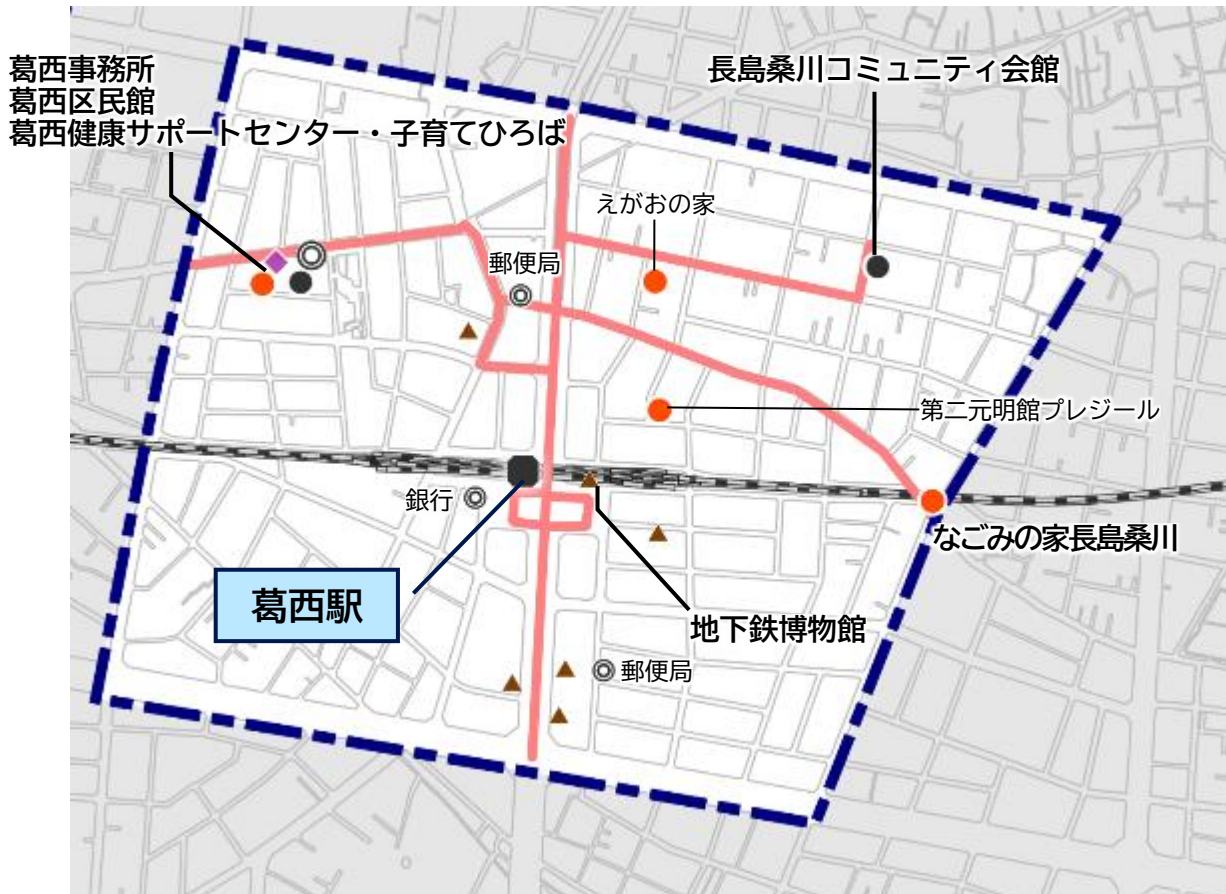 葛西事務所
葛西区民館
葛西健康サポートセンター・子育てひろば
長島桑川コミュニティ会館
えがおの家
郵便局
第二元明館プレジール
銀行
なごみの家長島桑川
葛西駅
地下鉄博物館
郵便局